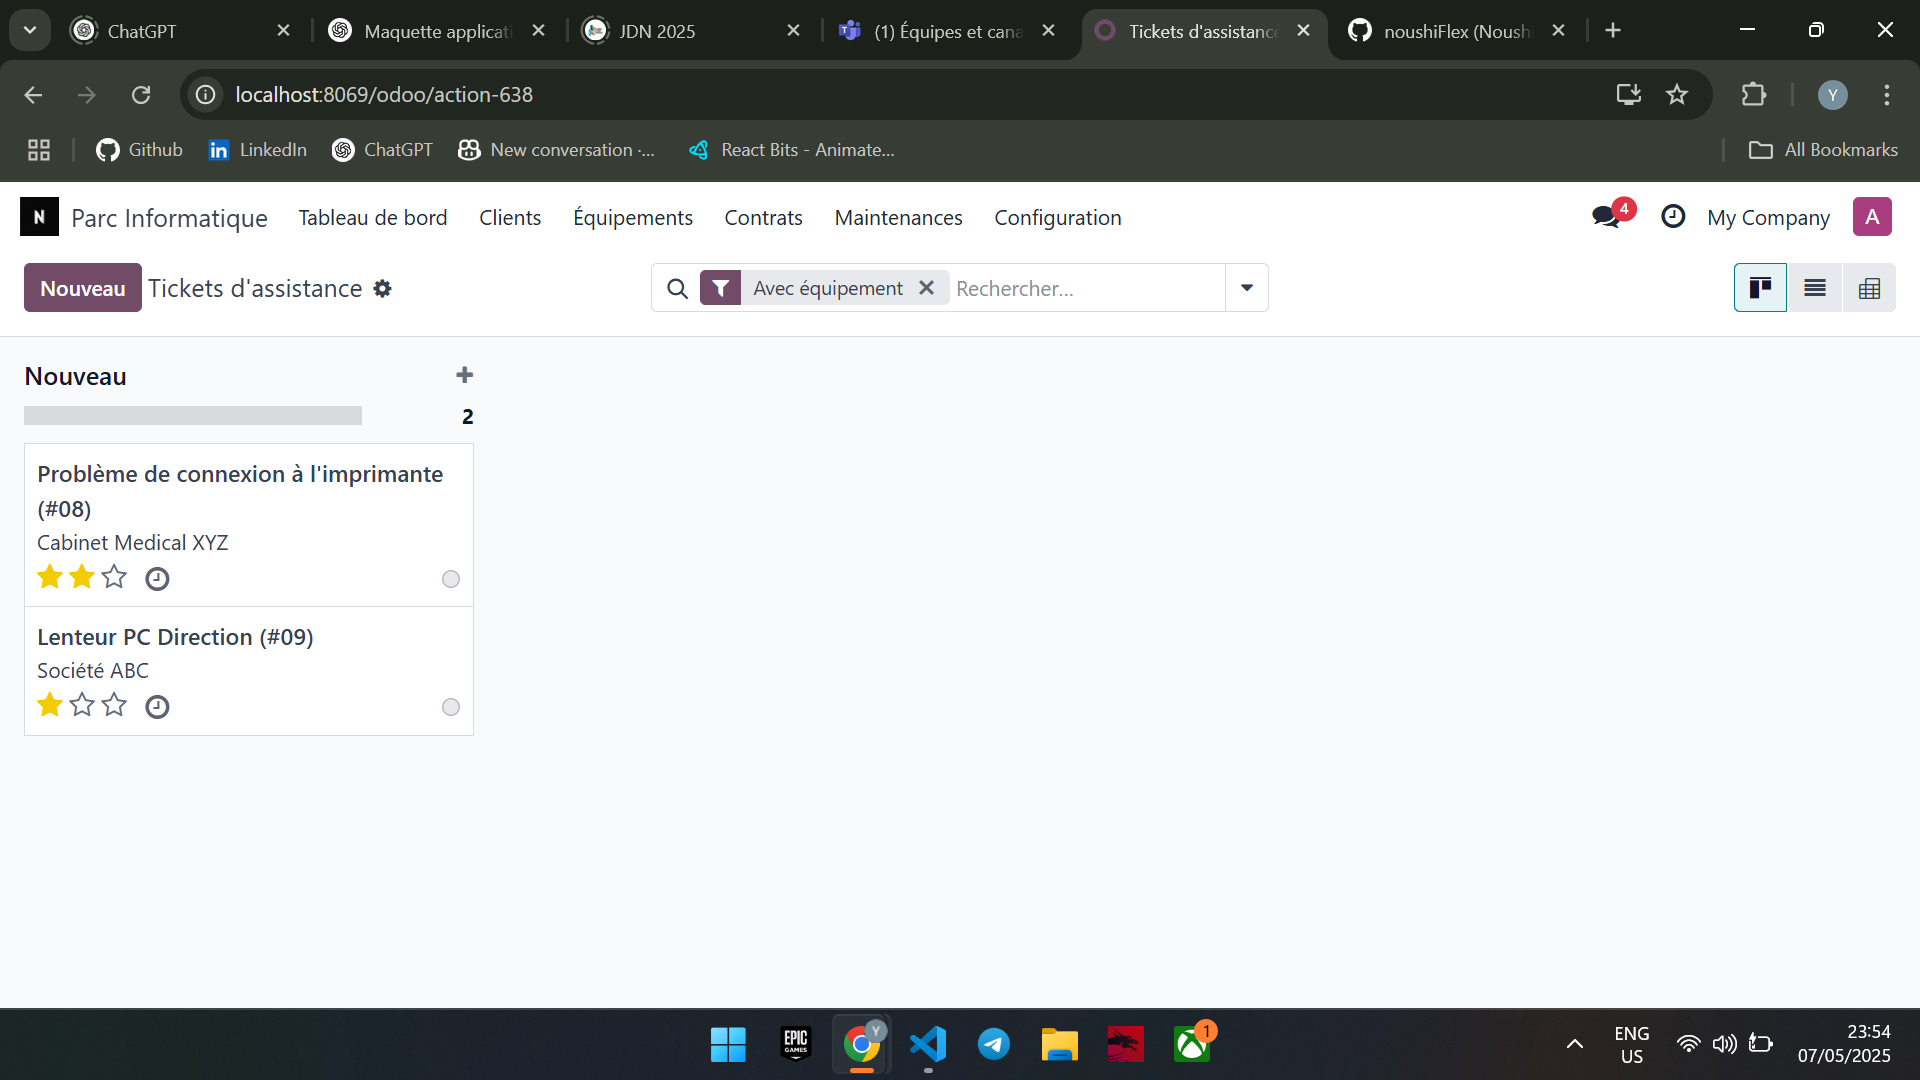 ChatGPT
Maquette applicati
JDN 2025
(1) Équipes et cana
Tickets d'assistance
noushiFlex (Noushi
localhost:8069/odoo/action-638
Y
Github
LinkedIn
ChatGPT
New conversation ·...
React Bits - Animate...
All Bookmarks
N
Parc Informatique
Tableau de bord
Clients
Équipements
Contrats
Maintenances
Configuration
4
My Company
A
Nouveau
Tickets d'assistance
Avec équipement
Rechercher...
Nouveau
2
Problème de connexion à l'imprimante
(#08)
Cabinet Medical XYZ
Lenteur PC Direction (#09)
Société ABC
EPIC
GAMES
Y
1
ENG
US
23:54
07/05/2025